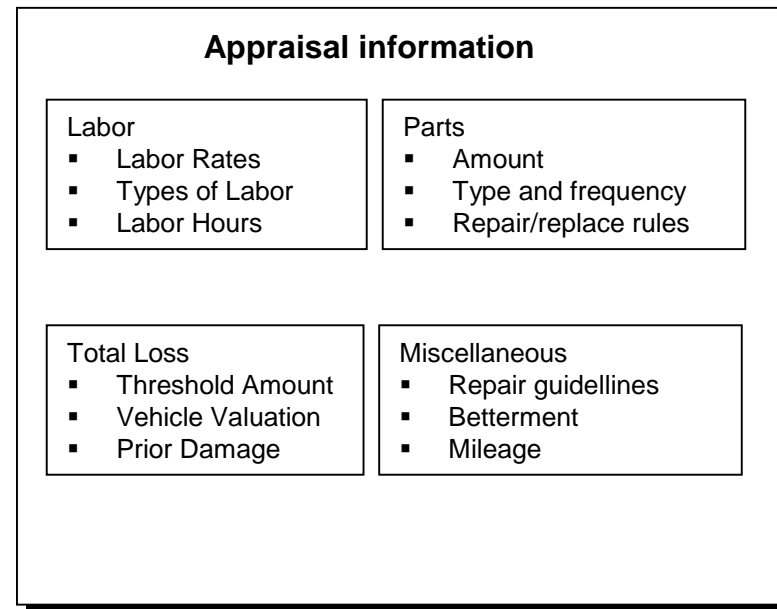 Appraisal information
Labor
▪ Labor Rates
▪ Types of Labor
▪ Labor Hours
Parts
▪ Amount
▪ Type and frequency
▪ Repair/replace rules
Total Loss
▪ Threshold Amount
▪ Vehicle Valuation
▪ Prior Damage
Miscellaneous
▪ Repair guidellines
▪ Betterment
▪ Mileage